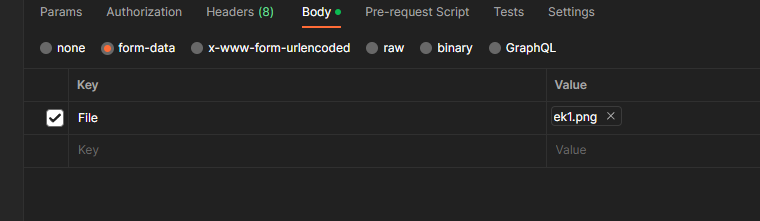 Params Authorization Headers (8) Body Pre-request Script Tests Settings
none form-data x-www-form-urlencoded raw binary GraphQL
Key Value
File ek1.png
Key Value